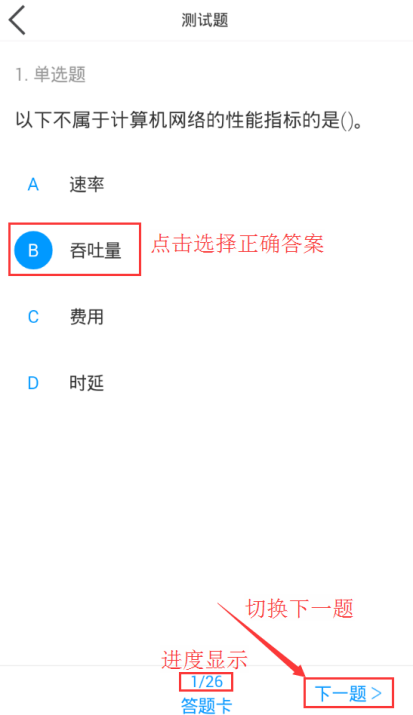 测试题
1. 单选题
以下不属于计算机网络的性能指标的是()。
A 速率
B 吞吐量 点击选择正确答案
C 费用
D 时延
切换下一题
进度显示
1/26
下一题 >
答题卡